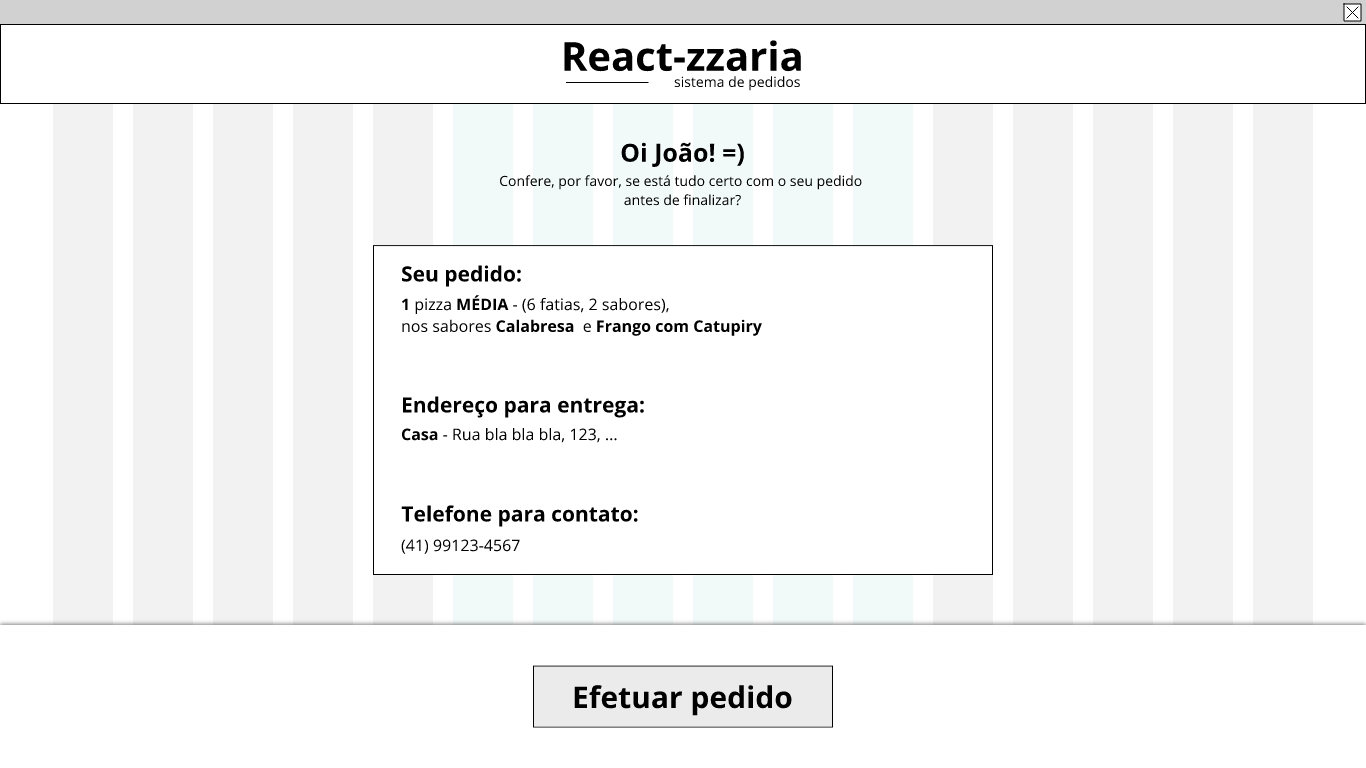 React-zzaria
sistema de pedidos
Oi João! =)
Confere, por favor, se está tudo certo com o seu pedido
antes de finalizar?
Seu pedido:
1 pizza MÉDIA - (6 fatias, 2 sabores),
nos sabores Calabresa e Frango com Catupiry
Endereço para entrega:
Casa - Rua bla bla bla, 123, ...
Telefone para contato:
(41) 99123-4567
Efetuar pedido